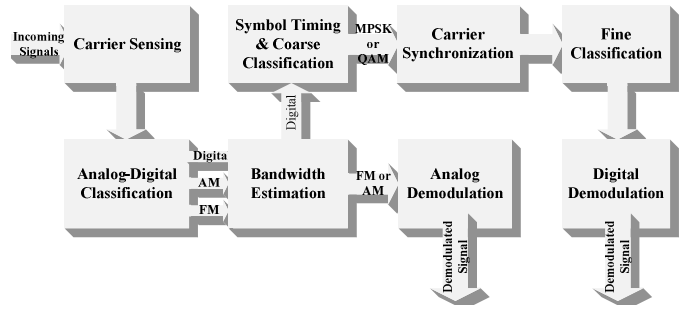 Incoming
Signals
Carrier Sensing
Symbol Timing
& Coarse
Classification
MPSK
or
QAM
Carrier
Synchronization
Fine
Classification
Digital
Analog-Digital
Classification
Digita
AM
FM
Bandwidth
Estimation
FM or
AM
Analog
Demodulation
Digital
Demodulation
Demodulated
Signal
Demodulated
Signal